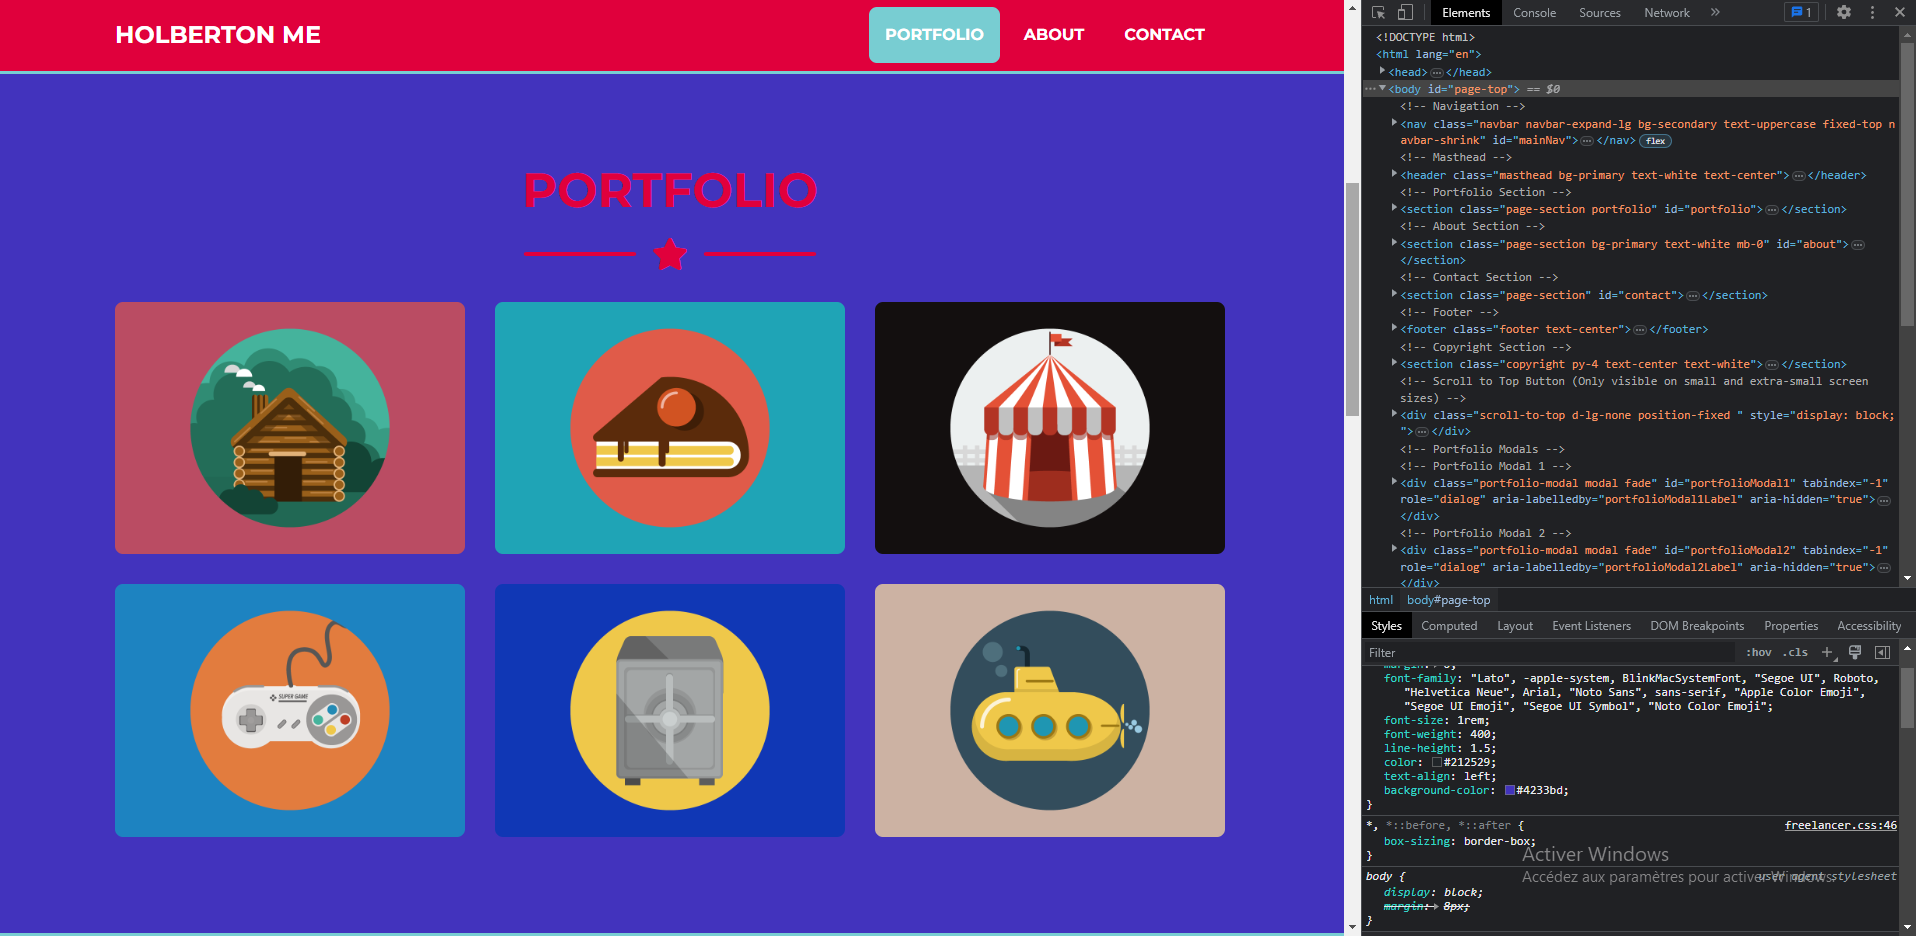 HOLBERTON ME
PORTFOLIO ABOUT CONTACT
PORTFOLIO
SUPER GAME
Elements Console Sources Network » 1
<!DOCTYPE html>
<html lang="en">
<head>…</head>
<body id="page-top"> == $0
<!-- Navigation -->
<nav class="navbar navbar-expand-lg bg-secondary text-uppercase fixed-top n
avbar-shrink" id="mainNav">…</nav> flex
<!-- Masthead -->
<header class="masthead bg-primary text-white text-center">…</header>
<!-- Portfolio Section -->
<section class="page-section portfolio" id="portfolio">…</section>
<!-- About Section -->
<section class="page-section bg-primary text-white mb-0" id="about">…
</section>
<!-- Contact Section -->
<section class="page-section" id="contact">…</section>
<!-- Footer -->
<footer class="footer text-center">…</footer>
<!-- Copyright Section -->
<section class="copyright py-4 text-center text-white">…</section>
<!-- Scroll to Top Button (Only visible on small and extra-small screen
sizes) -->
<div class="scroll-to-top d-lg-none position-fixed " style="display: block;
">…</div>
<!-- Portfolio Modals -->
<!-- Portfolio Modal 1 -->
<div class="portfolio-modal modal fade" id="portfolioModal1" tabindex="-1"
role="dialog" aria-labelledby="portfolioModal1Label" aria-hidden="true">…
</div>
<!-- Portfolio Modal 2 -->
<div class="portfolio-modal modal fade" id="portfolioModal2" tabindex="-1"
role="dialog" aria-labelledby="portfolioModal2Label" aria-hidden="true">…
</div>
html body#page-top
Styles Computed Layout Event Listeners DOM Breakpoints Properties Accessibility
Filter :hov .cls +
font-family: "Lato", -apple-system, BlinkMacSystemFont, "Segoe UI", Roboto,
"Helvetica Neue", Arial, "Noto Sans", sans-serif, "Apple Color Emoji",
"Segoe UI Emoji", "Segoe UI Symbol", "Noto Color Emoji";
font-size: 1rem;
font-weight: 400;
line-height: 1.5;
color: #212529;
text-align: left;
background-color: #4233bd;
}
*, *::before, *::after { freelancer.css:46
box-sizing: border-box;
}
Activer Windows
Accédez aux paramètres pour activer Windows.
body { user agent stylesheet
display: block;
margin: 8px;
}